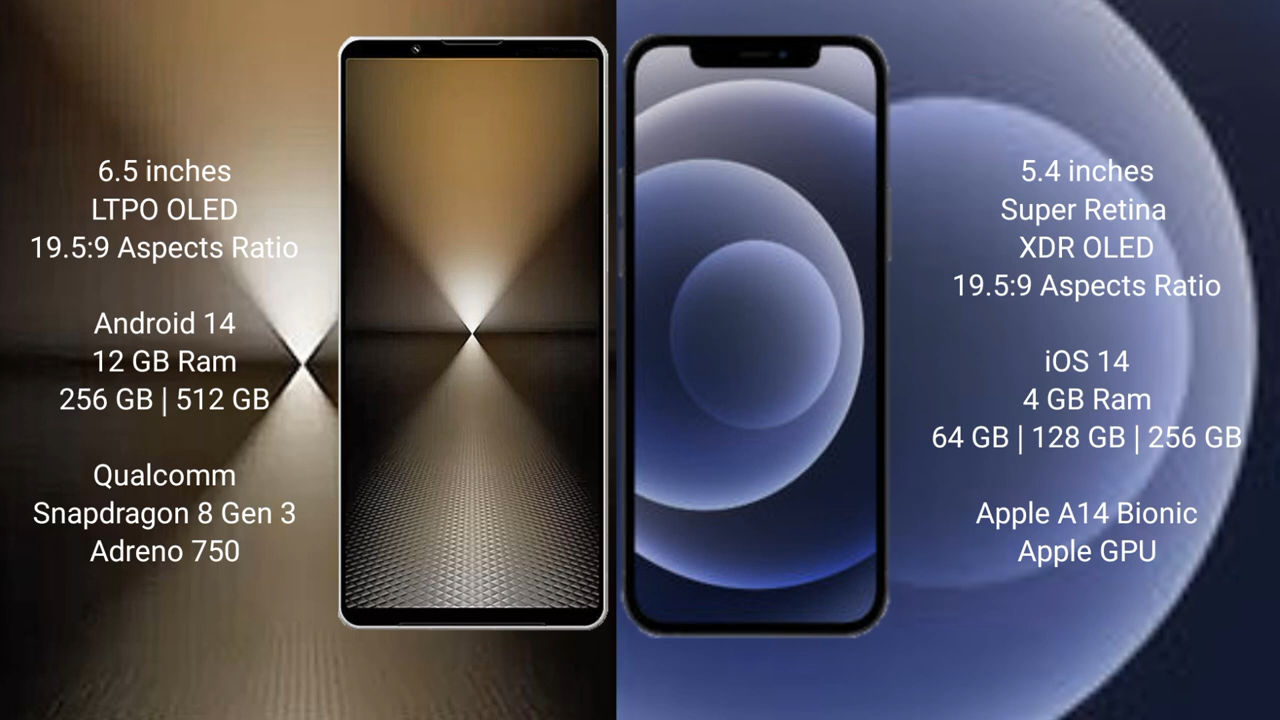 6.5 inches
LTPO OLED
19.5:9 Aspects Ratio
Android 14
12 GB Ram
256 GB | 512 GB
Qualcomm
Snapdragon 8 Gen 3
Adreno 750
5.4 inches
Super Retina
XDR OLED
19.5:9 Aspects Ratio
iOS 14
4 GB Ram
64 GB | 128 GB | 256 GB
Apple A14 Bionic
Apple GPU